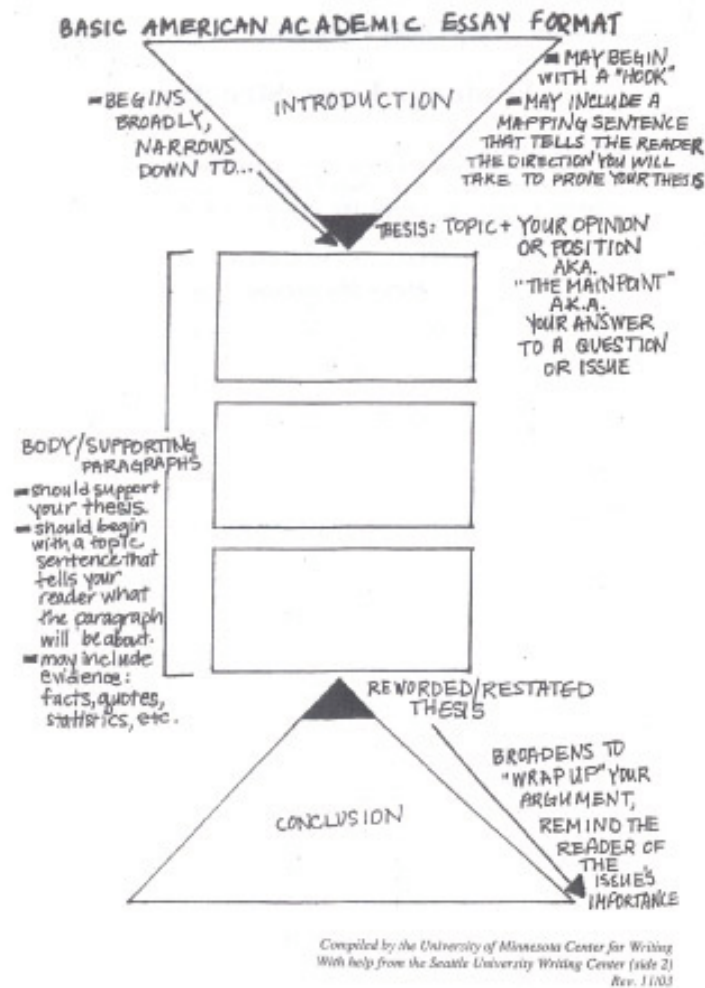 BASIC AMERICAN ACADEMIC ESSAY FORMAT
INTRODUCTION
- BEGINS
BROADLY,
NARROWS
DOWN TO...
- MAY BEGIN
WITH A "HOOK"
- MAY INCLUDE A
MAPPING SENTENCE
THAT TELLS THE READER
THE DIRECTION YOU WILL
TAKE TO PROVE YOUR THESIS
THESIS: TOPIC + YOUR OPINION
OR POSITION
AKA.
"THE MAIN POINT"
A.K.A.
YOUR ANSWER
TO A QUESTION
OR ISSUE
BODY/SUPPORTING
PARAGRAPHS
- should support
your thesis.
- should begin
with a topic
sentence that
tells your
reader what
the paragraph
will be about.
- may include
evidence:
facts, quotes,
statistics, etc.
REWORDED/RESTATED
THESIS
BROADENS TO
"WRAP UP" YOUR
ARGUMENT,
REMIND THE
READER OF
THE
ISSUE'S
IMPORTANCE
CONCLUSION
Compiled by the University of Minnesota Center for Writing
With help from the Seattle University Writing Center (side 2)
Rev. 11/03